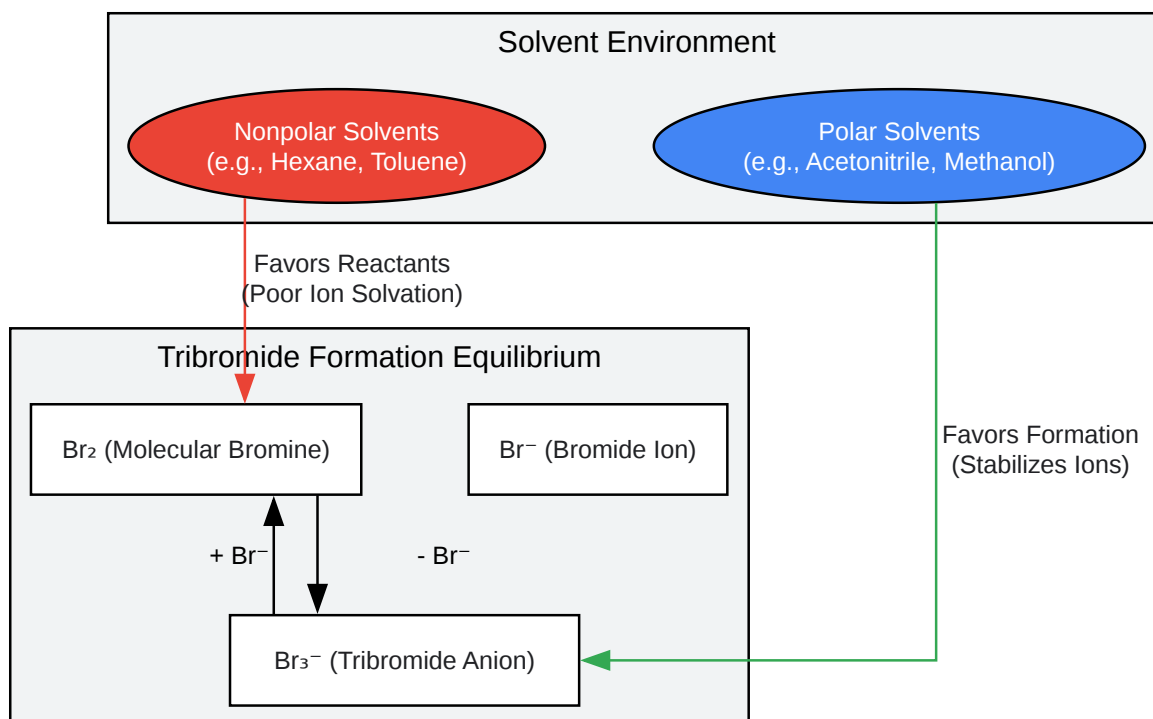 Solvent Environment
Nonpolar Solvents
(e.g., Hexane, Toluene)
Polar Solvents
(e.g., Acetonitrile, Methanol)
Favors Reactants
(Poor Ion Solvation)
Tribromide Formation Equilibrium
Br₂ (Molecular Bromine)
Br⁻ (Bromide Ion)
Favors Formation
(Stabilizes Ions)
+ Br⁻
- Br⁻
Br₃⁻ (Tribromide Anion)